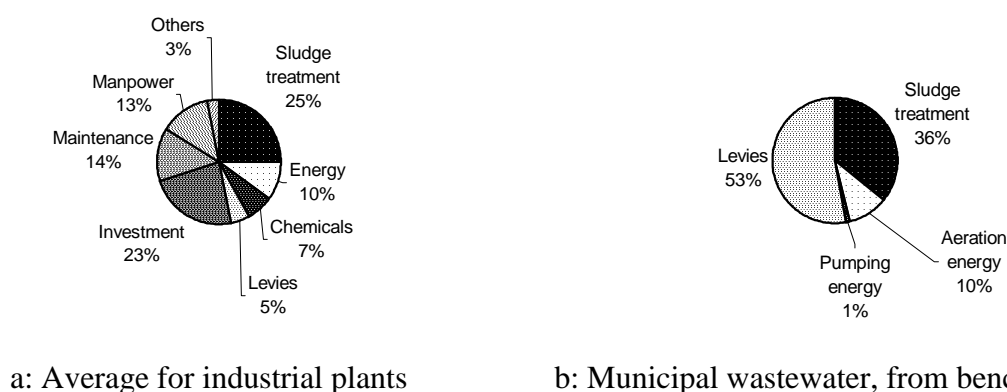 Others
3%
Manpower
13%
Maintenance
14%
Investment
23%
Sludge
treatment
25%
Energy
10%
Chemicals
7%
Levies
5%
Levies
53%
Sludge
treatment
36%
Aeration
energy
10%
Pumping
energy
1%
a: Average for industrial plants
b: Municipal wastewater, from